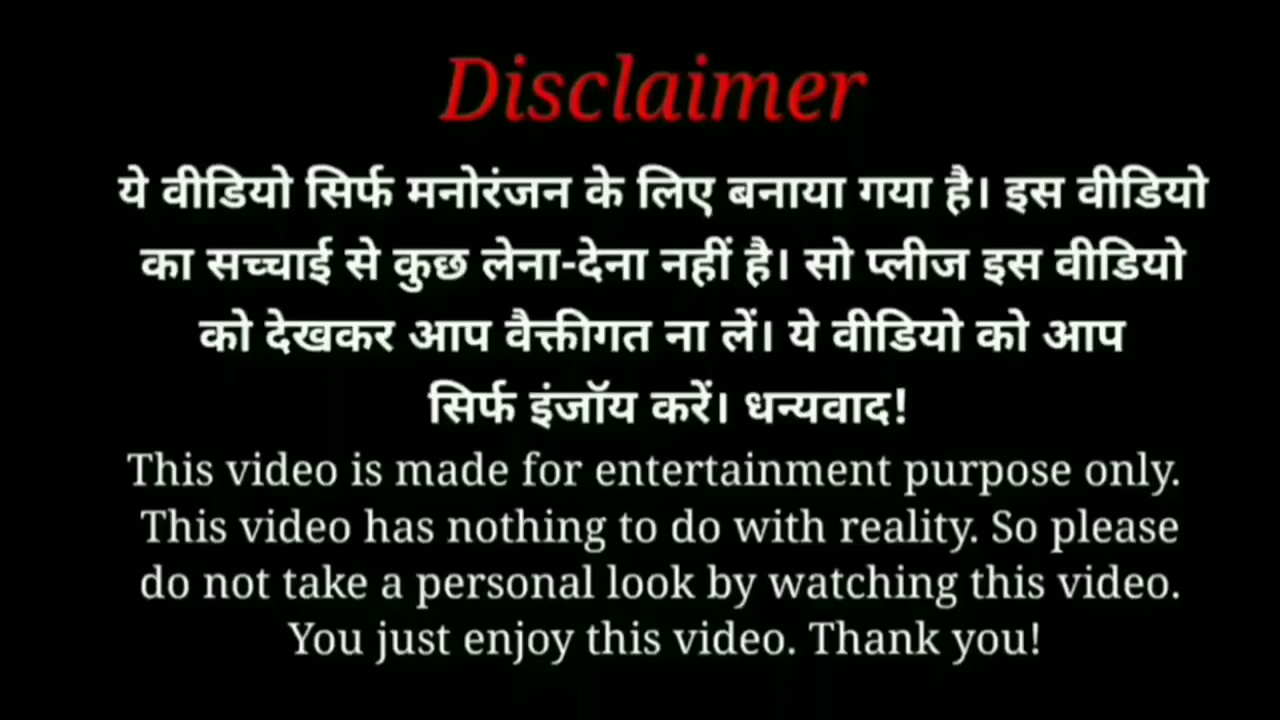 Disclaimer
ये वीडियो सिर्फ मनोरंजन के लिए बनाया गया है। इस वीडियो
का सच्चाई से कुछ लेना-देना नहीं है। सो प्लीज इस वीडियो
को देखकर आप वैक्तीगत ना लें। ये वीडियो को आप
सिर्फ इंजॉय करें। धन्यवाद!
This video is made for entertainment purpose only.
This video has nothing to do with reality. So please
do not take a personal look by watching this video.
You just enjoy this video. Thank you!